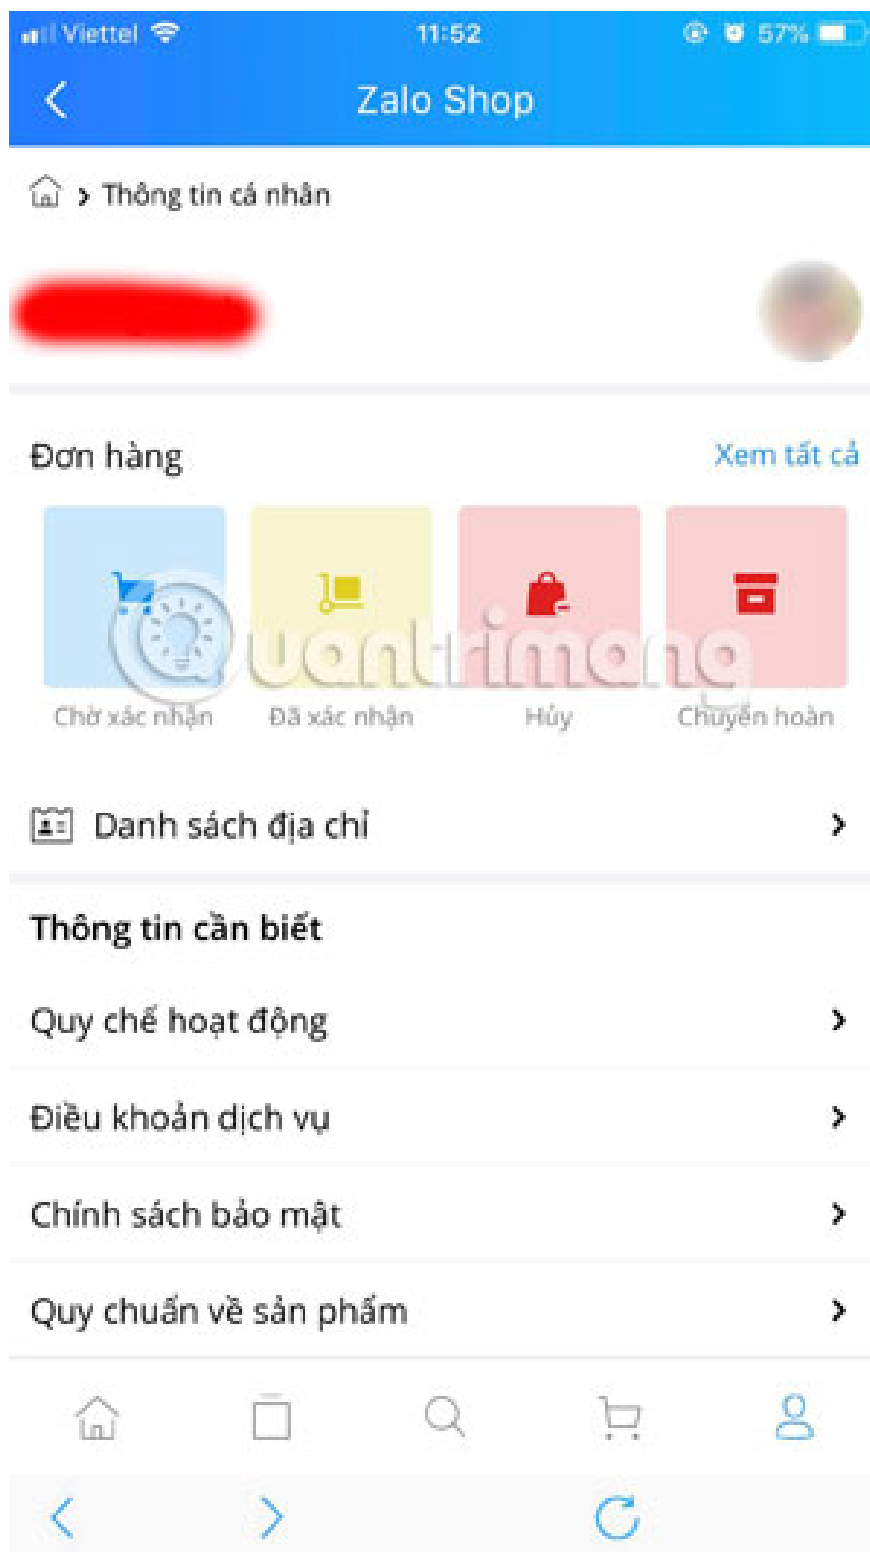 Viettel 11:52 57%
Zalo Shop
Thông tin cá nhân
Đơn hàng Xem tất cả
Quantrimang
Chờ xác nhận Đã xác nhận Hủy Chuyển hoàn
Danh sách địa chỉ
Thông tin cần biết
Quy chế hoạt động
Điều khoản dịch vụ
Chính sách bảo mật
Quy chuẩn về sản phẩm